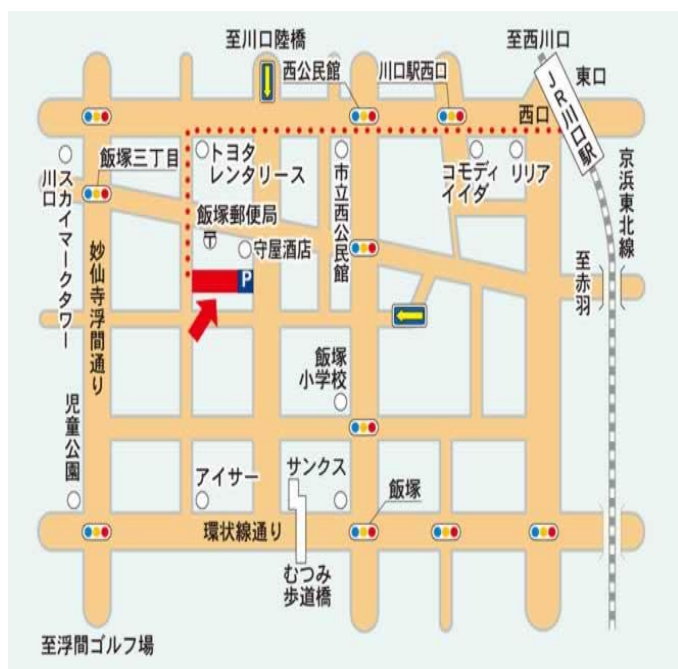 至川口陸橋
至西川口
西公民館
川口駅西口
東口
西口
JR川口駅
飯塚三丁目
トヨタ
レンタリース
市立西公民館
コモディ
イイダ
リリア
京浜東北線
スカイマークタワー
川口
飯塚郵便局
〒
守屋酒店
P
至赤羽
妙仙寺浮間通り
飯塚
小学校
児童公園
アイサー
サンクス
飯塚
環状線通り
むつみ
歩道橋
至浮間ゴルフ場